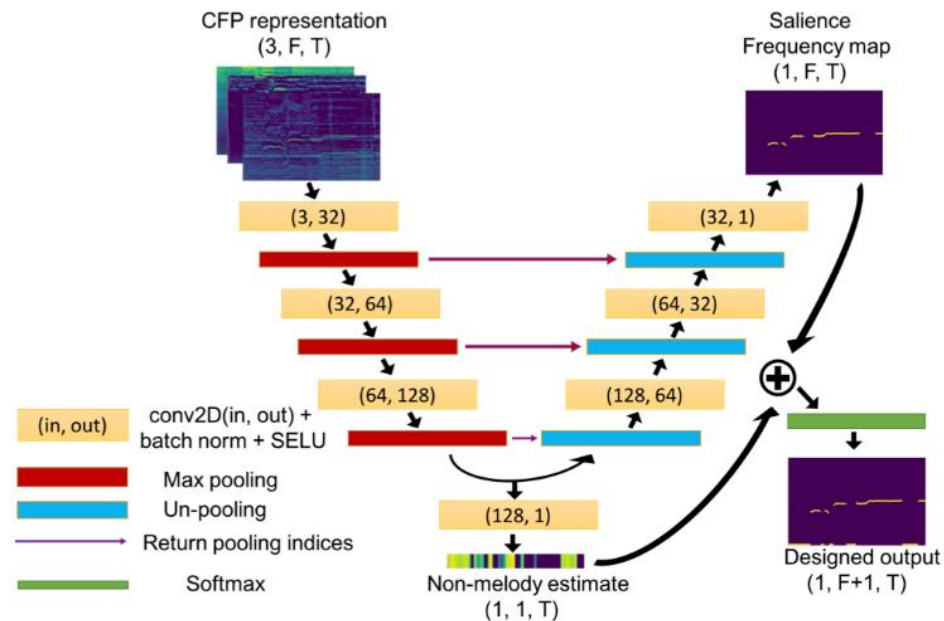 CFP representation
(3, F, T)
Salience
Frequency map
(1, F, T)
(3, 32)
(32, 1)
(32, 64)
(64, 32)
(64, 128)
(128, 64)
(in, out)
conv2D(in, out) +
batch norm + SELU
Max pooling
Un-pooling
Return pooling indices
Softmax
(128, 1)
Non-melody estimate
(1, 1, T)
Designed output
(1, F+1, T)